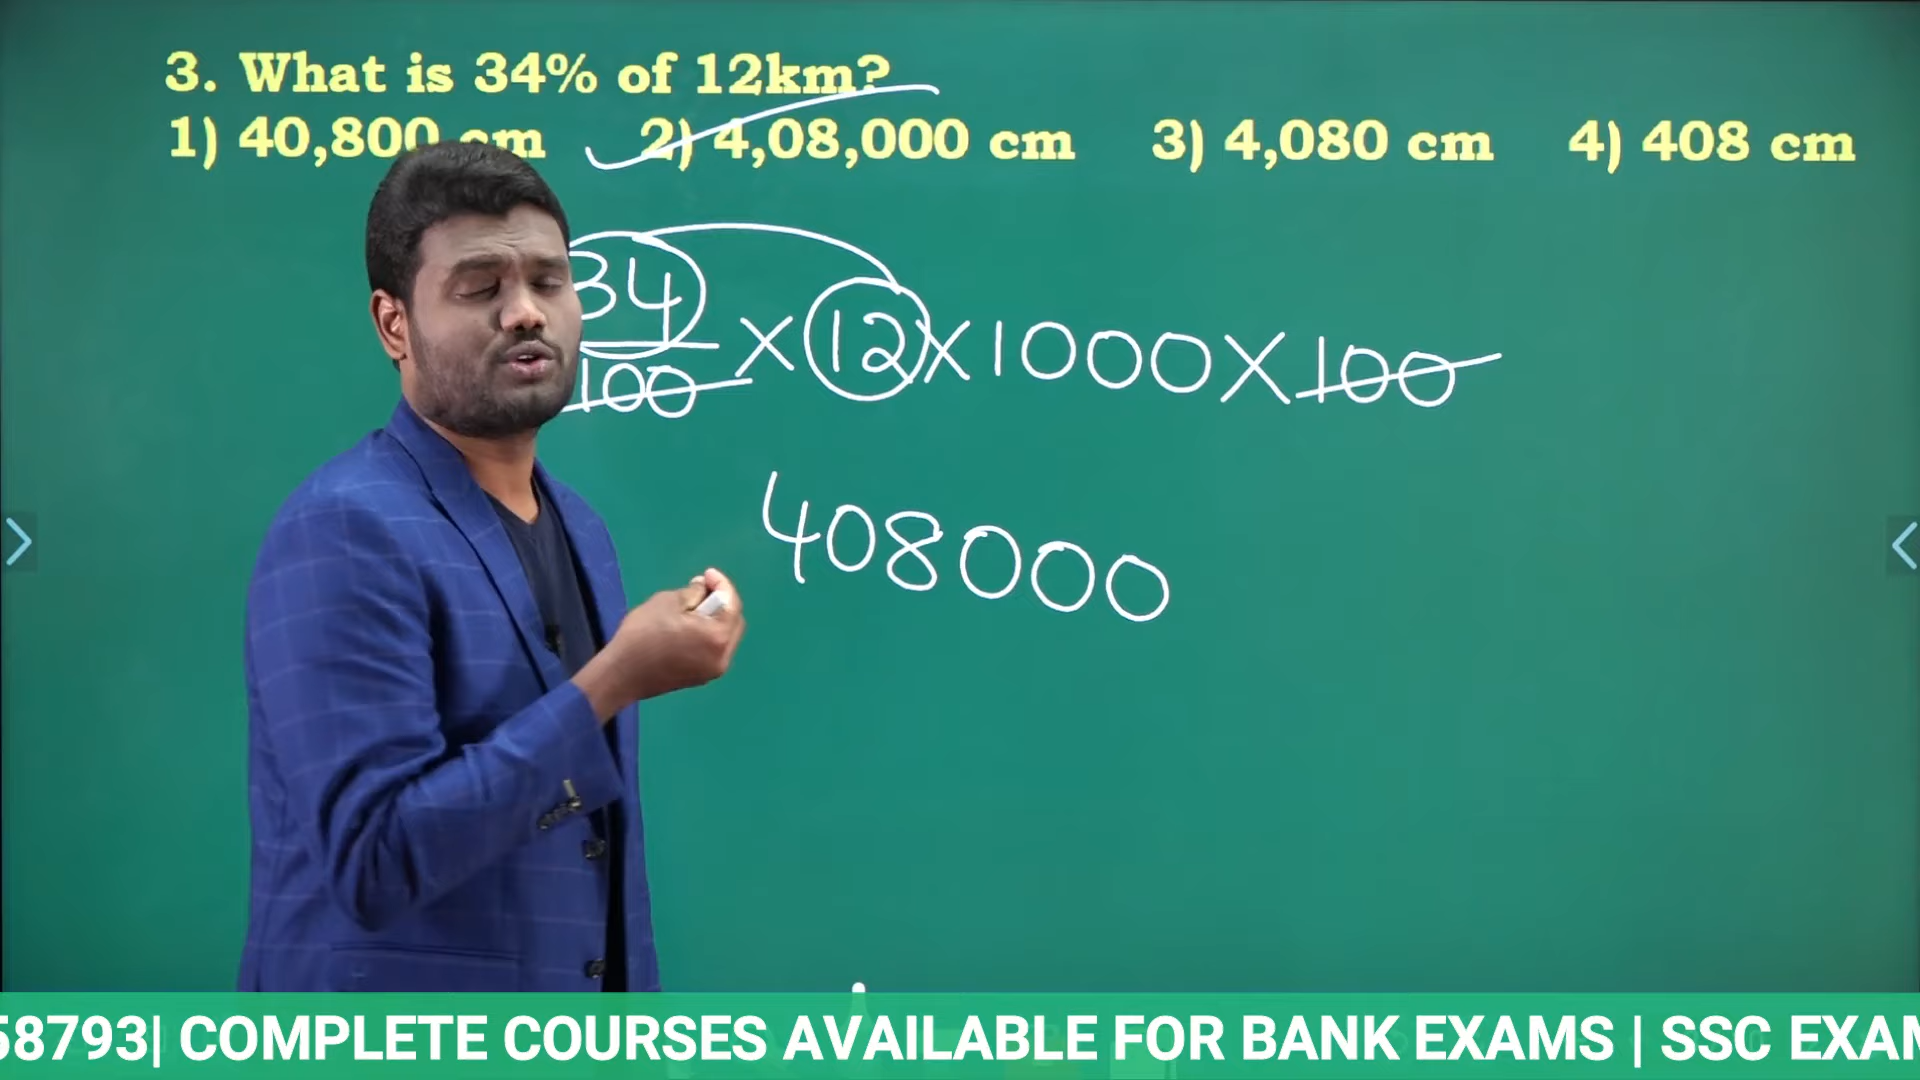 3. What is 34% of 12km?
1) 40,800 cm 2) 4,08,000 cm 3) 4,080 cm 4) 408 cm
34
100
× 12 × 1000 × 100
408000
58793| COMPLETE COURSES AVAILABLE FOR BANK EXAMS | SSC EXAM